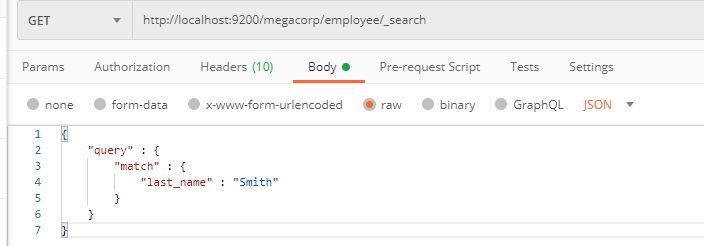 GET http://localhost:9200/megacorp/employee/_search
Params Authorization Headers (10) Body Pre-request Script Tests Settings
none form-data x-www-form-urlencoded raw binary GraphQL JSON
1 {
2 "query" : {
3 "match" : {
4 "last_name" : "Smith"
5 }
6 }
7 }